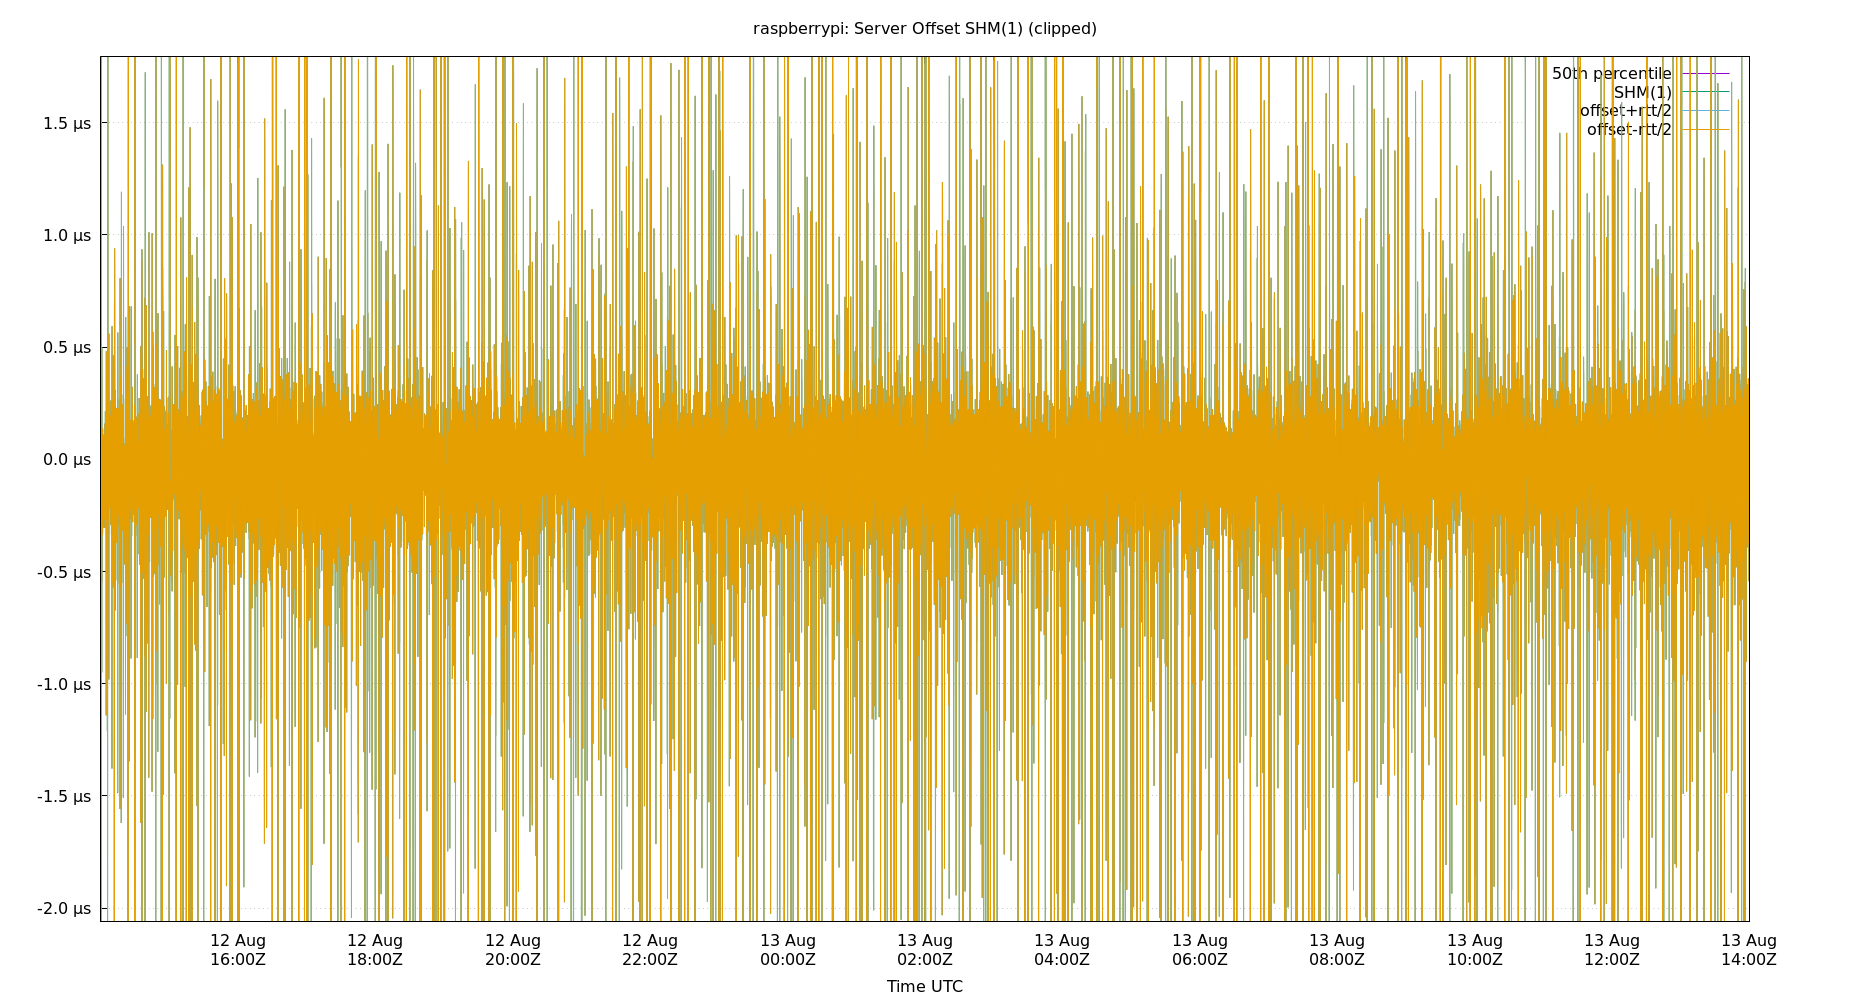 raspberrypi: Server Offset SHM(1) (clipped)
50th percentile
SHM(1)
offset+rtt/2
offset-rtt/2
1.5 µs
1.0 µs
0.5 µs
0.0 µs
-0.5 µs
-1.0 µs
-1.5 µs
-2.0 µs
12 Aug 12 Aug 12 Aug 12 Aug 13 Aug 13 Aug 13 Aug 13 Aug 13 Aug 13 Aug 13 Aug 13 Aug
16:00Z 18:00Z 20:00Z 22:00Z 00:00Z 02:00Z 04:00Z 06:00Z 08:00Z 10:00Z 12:00Z 14:00Z
Time UTC